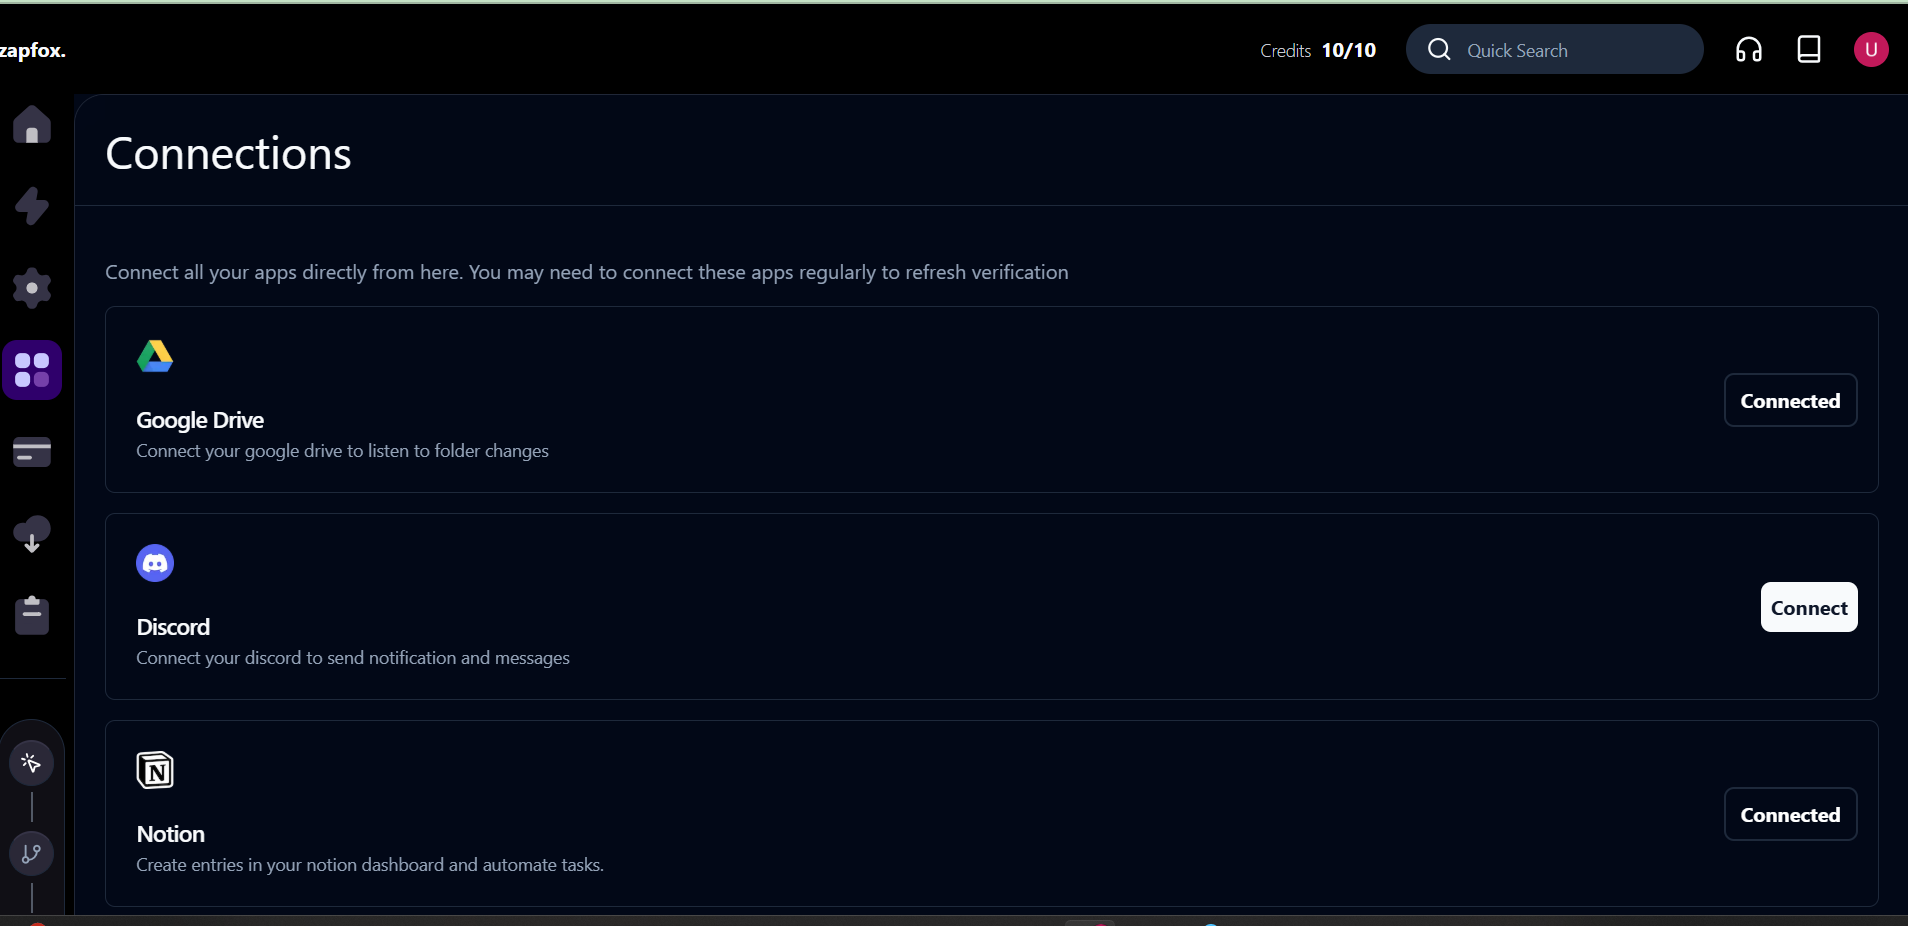 zapfox.
Credits 10/10
Quick Search
U
Connections
Connect all your apps directly from here. You may need to connect these apps regularly to refresh verification
Google Drive
Connect your google drive to listen to folder changes
Connected
Discord
Connect your discord to send notification and messages
Connect
N
Notion
Create entries in your notion dashboard and automate tasks.
Connected